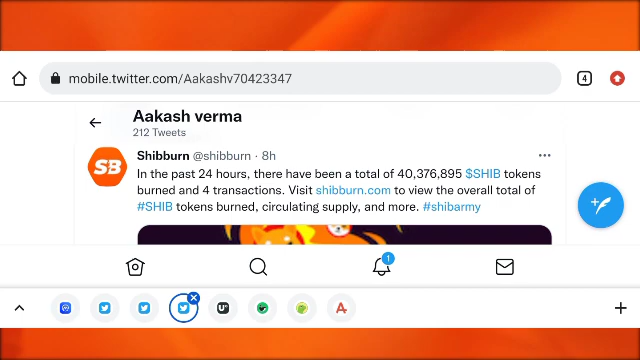 mobile.twitter.com/Aakashv70423347
4
Aakash verma
212 Tweets
SB
Shibburn @shibburn · 8h
In the past 24 hours, there have been a total of 40,376,895 $SHIB tokens
burned and 4 transactions. Visit shibburn.com to view the overall total of
#SHIB tokens burned, circulating supply, and more. #shibarmy
1